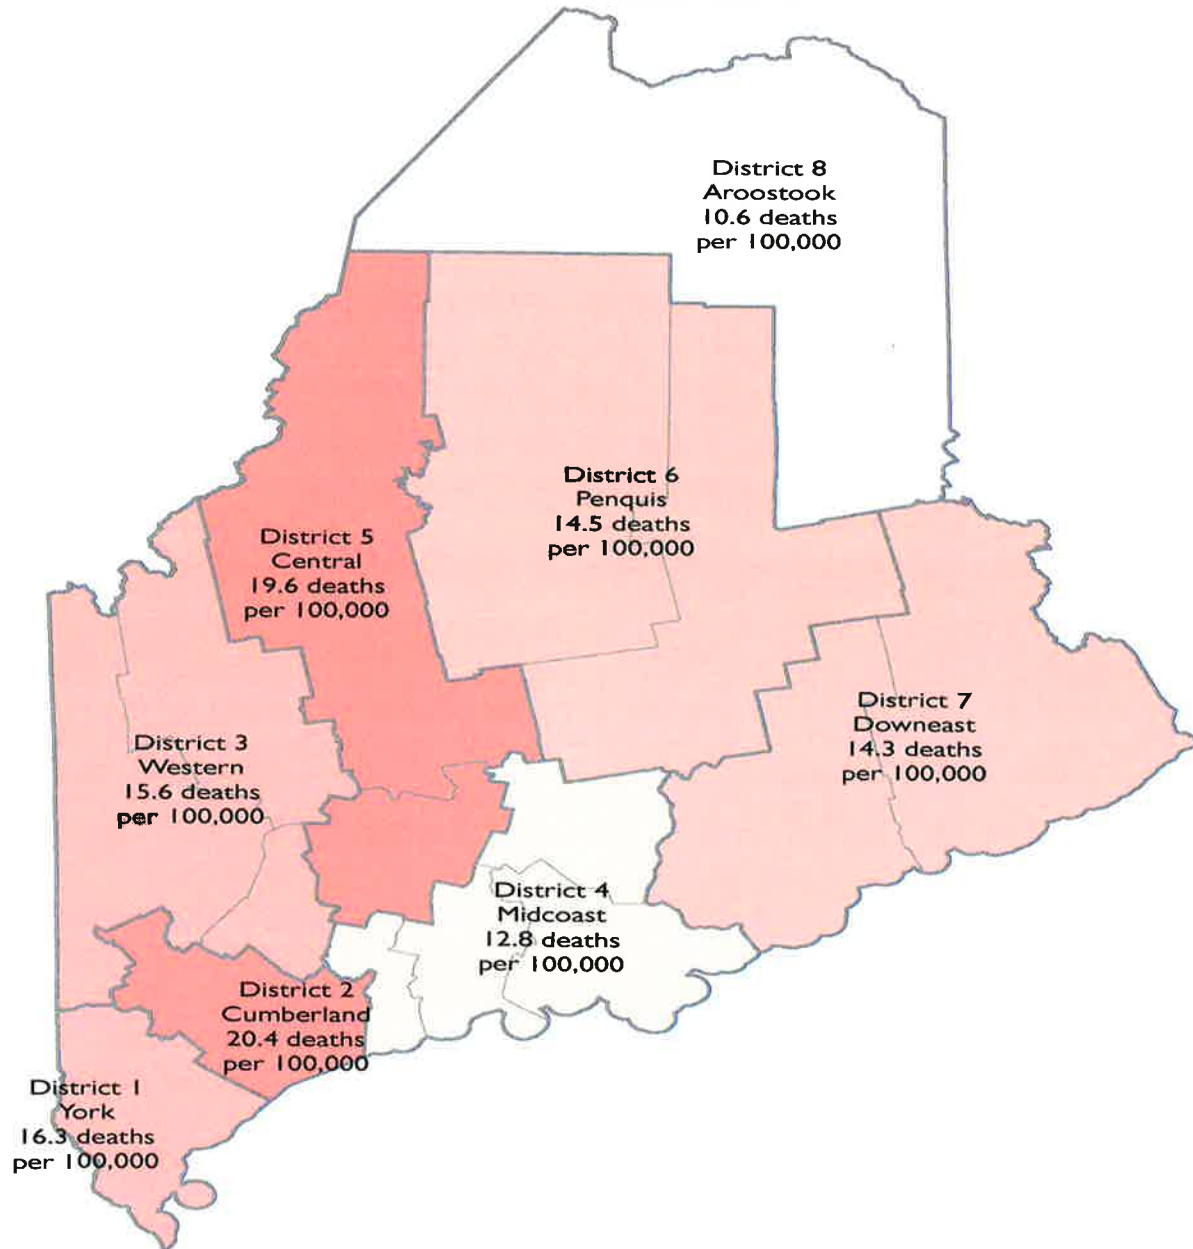 District 8
Aroostook
10.6 deaths
per 100,000
District 6
Penquis
14.5 deaths
per 100,000
District 5
Central
19.6 deaths
per 100,000
District 7
Downeast
14.3 deaths
per 100,000
District 3
Western
15.6 deaths
per 100,000
District 4
Midcoast
12.8 deaths
per 100,000
District 2
Cumberland
20.4 deaths
per 100,000
District 1
York
16.3 deaths
per 100,000